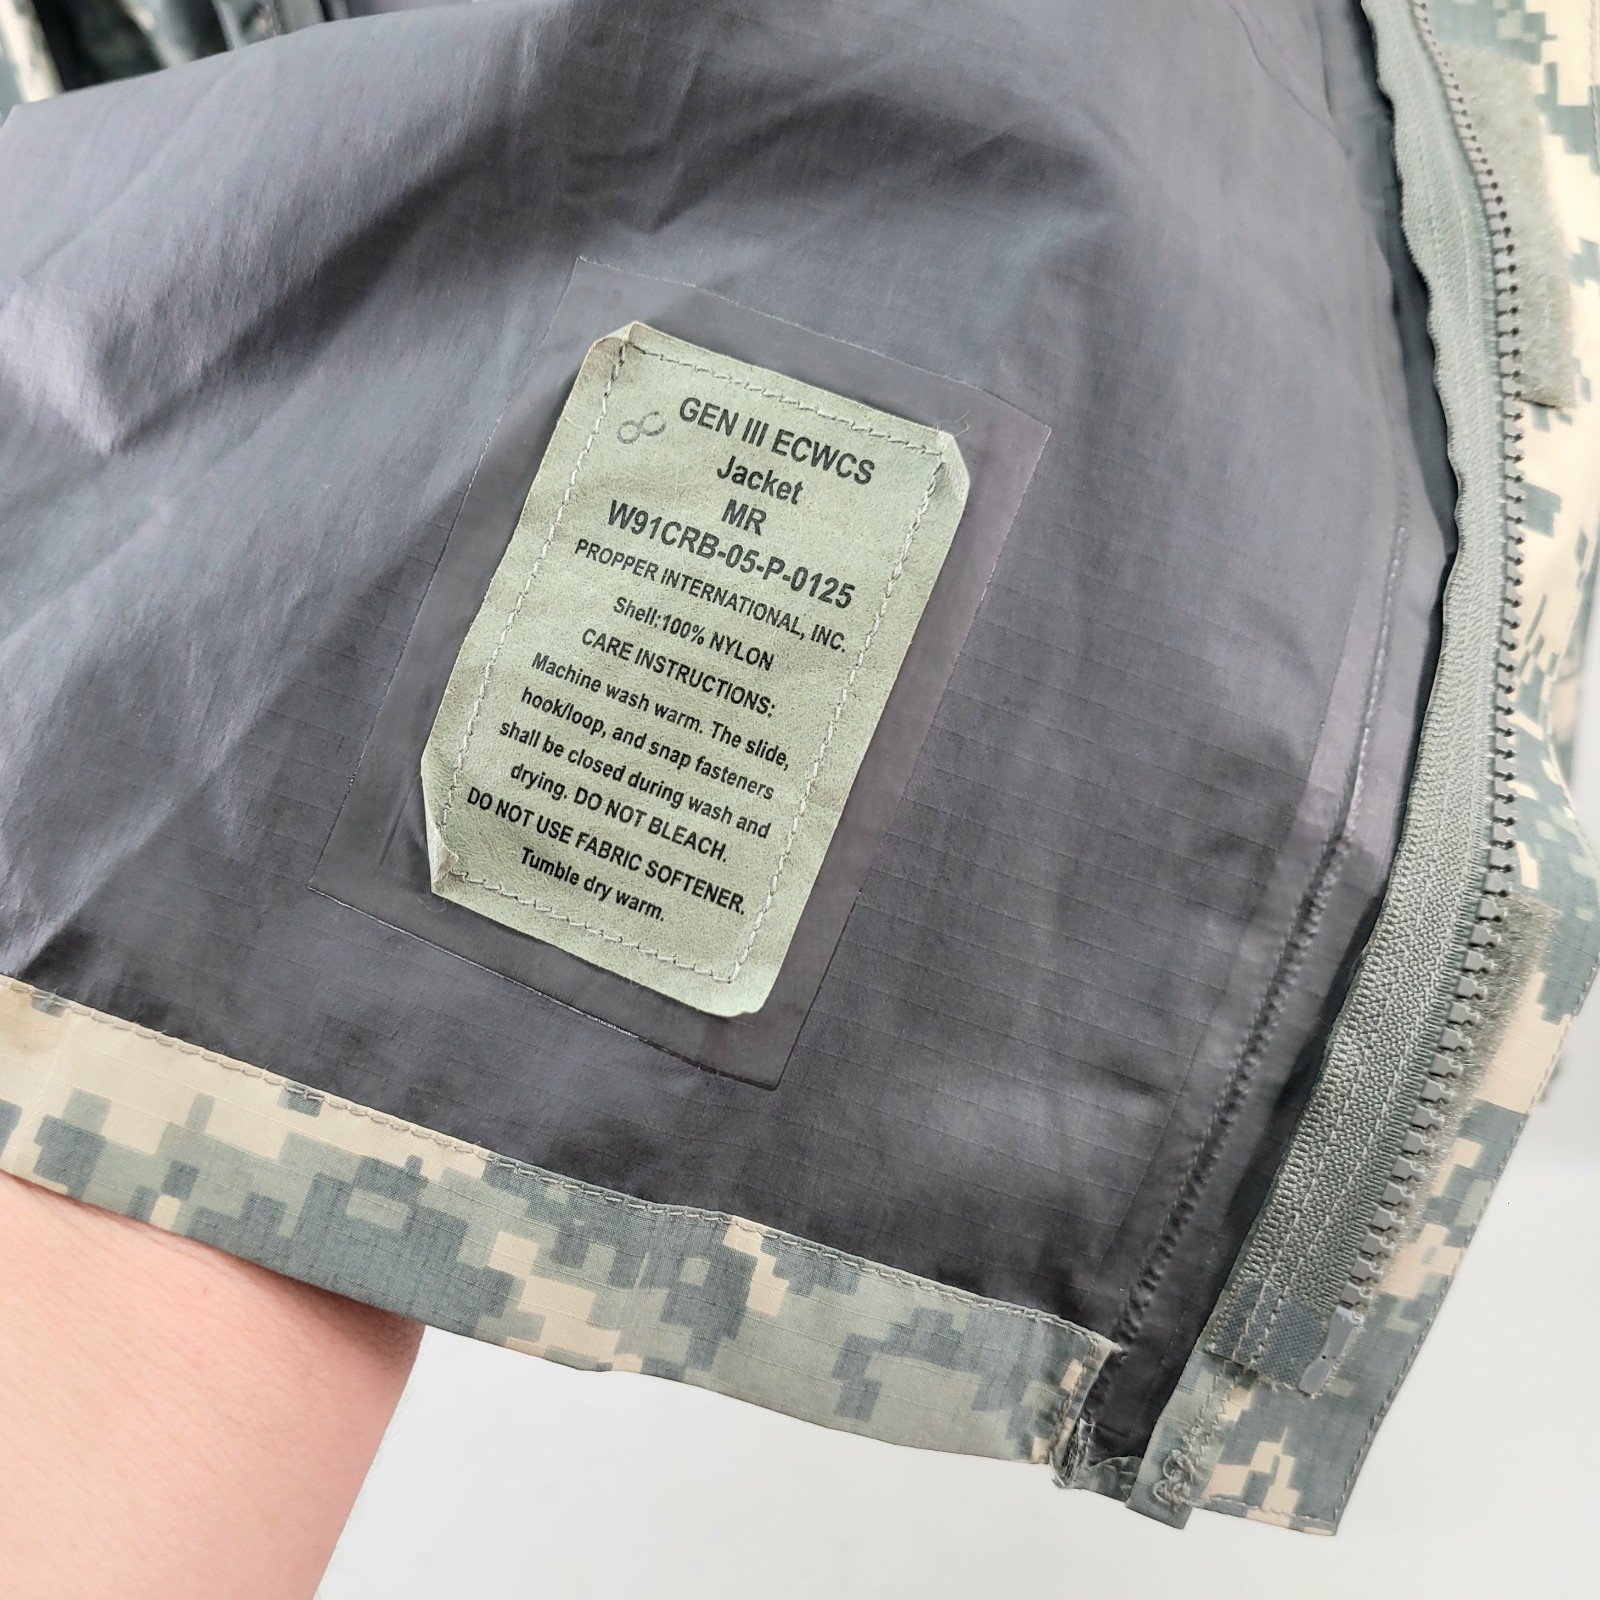 GEN III ECWCS
Jacket
MR
W91CRB-05-P-0125
PROPPER INTERNATIONAL, INC.
Shell:100% NYLON
CARE INSTRUCTIONS:
Machine wash warm. The slide,
hook/loop, and snap fasteners
shall be closed during wash and
drying. DO NOT BLEACH.
DO NOT USE FABRIC SOFTENER.
Tumble dry warm.